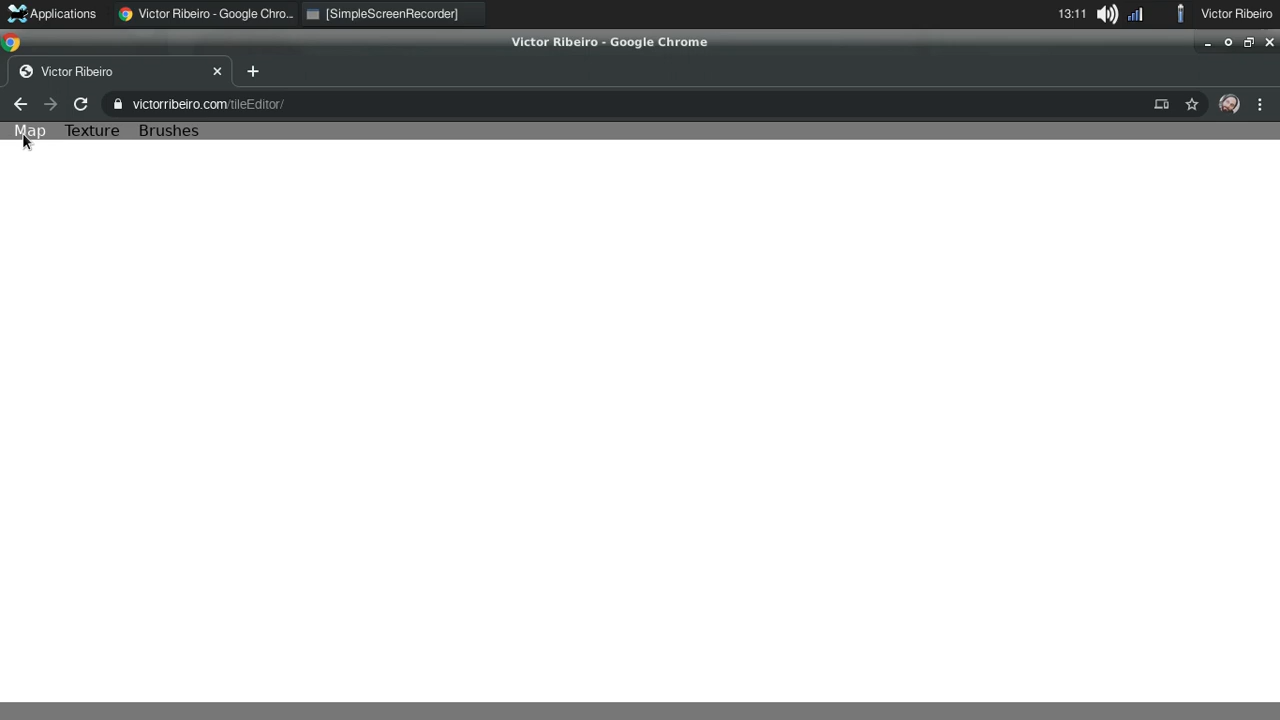 Applications Victor Ribeiro - Google Chro... [SimpleScreenRecorder] 13:11 Victor Ribeiro
Victor Ribeiro - Google Chrome
Victor Ribeiro
victorribeiro.com/tileEditor/
Map Texture Brushes